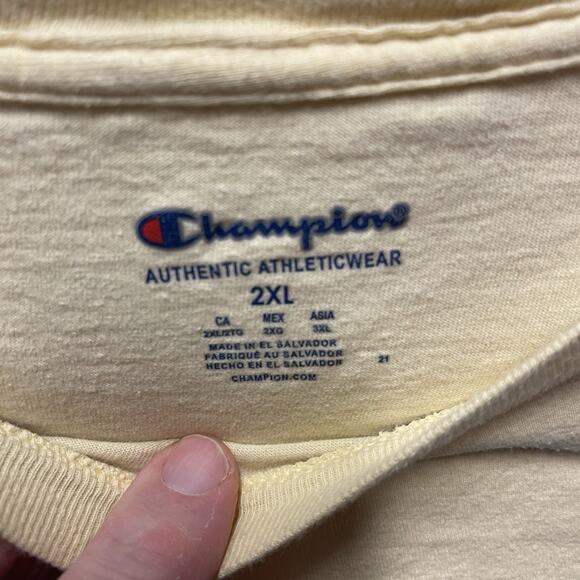 Champion®
AUTHENTIC ATHLETICWEAR
2XL
CA MEX ASIA
2XL/2TG 2XG 3XL
MADE IN EL SALVADOR
FABRIQUÉ AU SALVADOR
HECHO EN EL SALVADOR 21
CHAMPION.COM